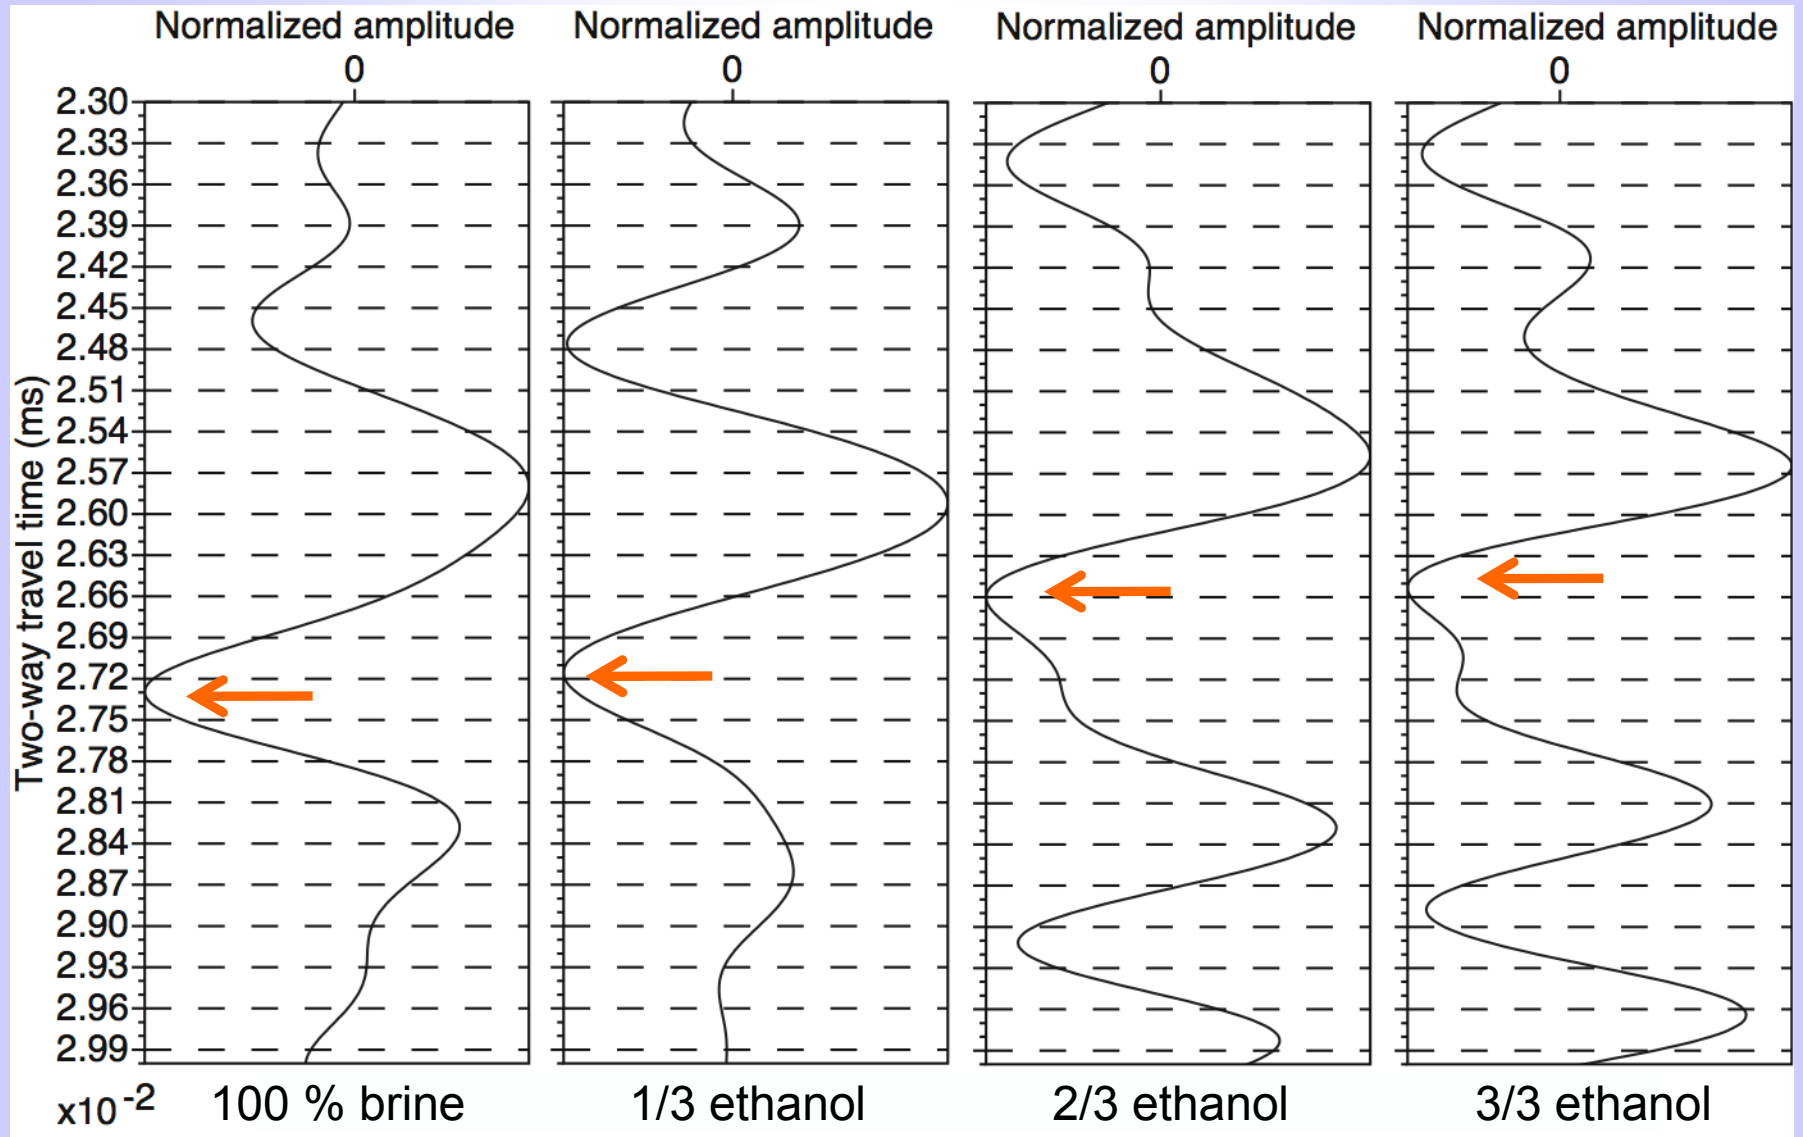 Normalized amplitude
Normalized amplitude
Normalized amplitude
Normalized amplitude
0
0
0
0
Two-way travel time (ms)
2.30
2.33
2.36
2.39
2.42
2.45
2.48
2.51
2.54
2.57
2.60
2.63
2.66
2.69
2.72
2.75
2.78
2.81
2.84
2.87
2.90
2.93
2.96
2.99
x10⁻²
100 % brine
1/3 ethanol
2/3 ethanol
3/3 ethanol